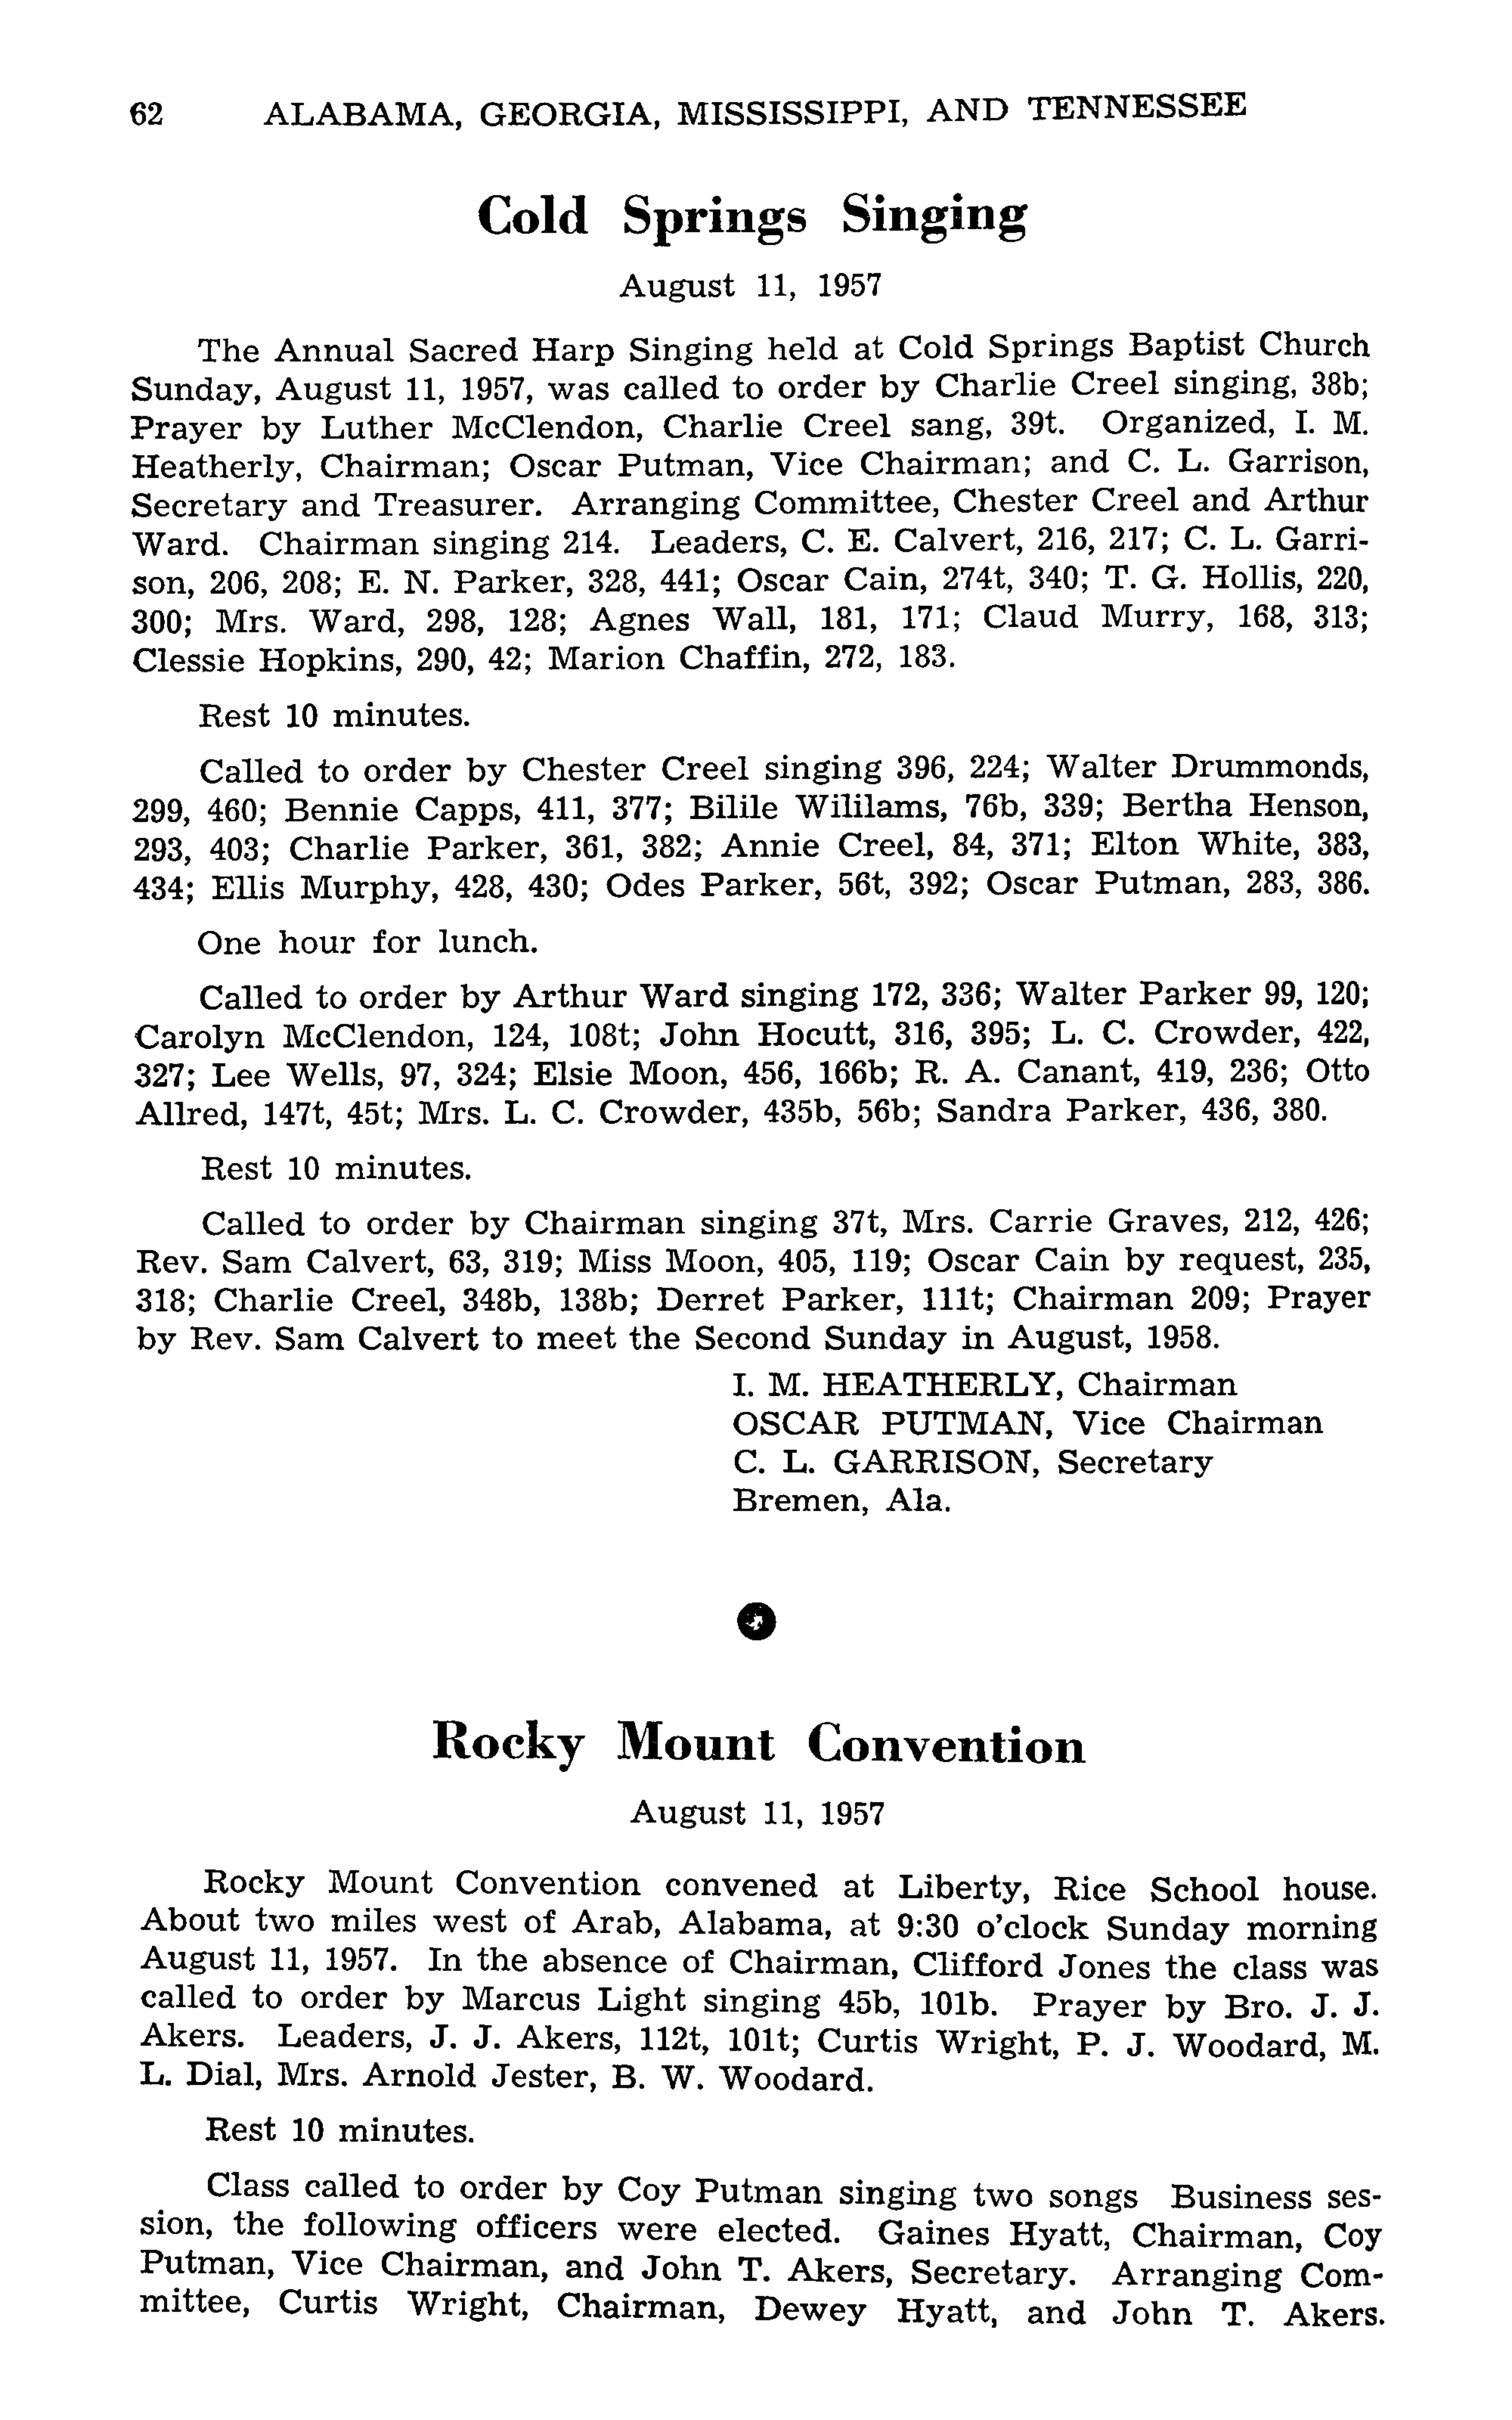 62 ALABAMA, GEORGIA, MISSISSIPPI, AND TENNESSEE
Cold Springs Singing
August 11, 1957
The Annual Sacred Harp Singing held at Cold Springs Baptist Church
Sunday, August 11, 1957, was called to order by Charlie Creel singing, 38b;
Prayer by Luther McClendon, Charlie Creel sang, 39t. Organized, I. M.
Heatherly, Chairman; Oscar Putman, Vice Chairman; and C. L. Garrison,
Secretary and Treasurer. Arranging Committee, Chester Creel and Arthur
Ward. Chairman singing 214. Leaders, C. E. Calvert, 216, 217; C. L. Garri-
son, 206, 208; E. N. Parker, 328, 441; Oscar Cain, 274t, 340; T. G. Hollis, 220,
300; Mrs. Ward, 298, 128; Agnes Wall, 181, 171; Claud Murry, 168, 313;
Clessie Hopkins, 290, 42; Marion Chaffin, 272, 183.
Rest 10 minutes.
Called to order by Chester Creel singing 396, 224; Walter Drummonds,
299, 460; Bennie Capps, 411, 377; Bilile Wililams, 76b, 339; Bertha Henson,
293, 403; Charlie Parker, 361, 382; Annie Creel, 84, 371; Elton White, 383,
434; Ellis Murphy, 428, 430; Odes Parker, 56t, 392; Oscar Putman, 283, 386.
One hour for lunch.
Called to order by Arthur Ward singing 172, 336; Walter Parker 99, 120;
Carolyn McClendon, 124, 108t; John Hocutt, 316, 395; L. C. Crowder, 422,
327; Lee Wells, 97, 324; Elsie Moon, 456, 166b; R. A. Canant, 419, 236; Otto
Allred, 147t, 45t; Mrs. L. C. Crowder, 435b, 56b; Sandra Parker, 436, 380.
Rest 10 minutes.
Called to order by Chairman singing 37t, Mrs. Carrie Graves, 212, 426;
Rev. Sam Calvert, 63, 319; Miss Moon, 405, 119; Oscar Cain by request, 235,
318; Charlie Creel, 348b, 138b; Derret Parker, 111t; Chairman 209; Prayer
by Rev. Sam Calvert to meet the Second Sunday in August, 1958.
I. M. HEATHERLY, Chairman
OSCAR PUTMAN, Vice Chairman
C. L. GARRISON, Secretary
Bremen, Ala.
Rocky Mount Convention
August 11, 1957
Rocky Mount Convention convened at Liberty, Rice School house.
About two miles west of Arab, Alabama, at 9:30 o'clock Sunday morning
August 11, 1957. In the absence of Chairman, Clifford Jones the class was
called to order by Marcus Light singing 45b, 101b. Prayer by Bro. J. J.
Akers. Leaders, J. J. Akers, 112t, 101t; Curtis Wright, P. J. Woodard, M.
L. Dial, Mrs. Arnold Jester, B. W. Woodard.
Rest 10 minutes.
Class called to order by Coy Putman singing two songs Business ses-
sion, the following officers were elected. Gaines Hyatt, Chairman, Coy
Putman, Vice Chairman, and John T. Akers, Secretary. Arranging Com-
mittee, Curtis Wright, Chairman, Dewey Hyatt, and John T. Akers.